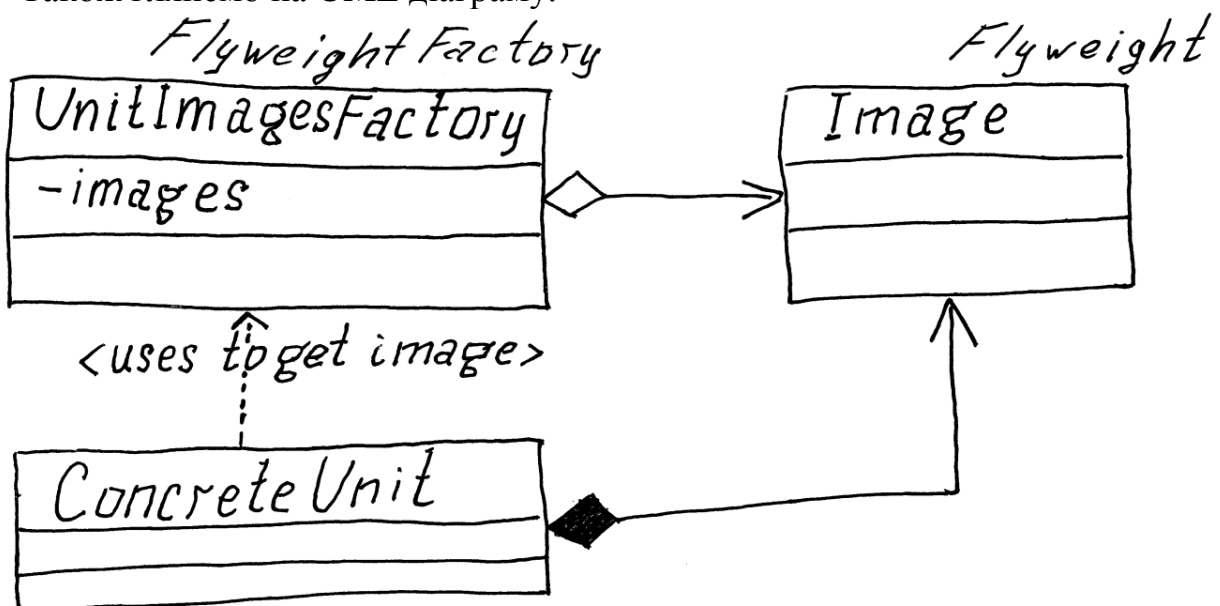 Flyweight Factory
Flyweight
UnitImagesFactory
Image
-images
<uses to get image>
ConcreteUnit